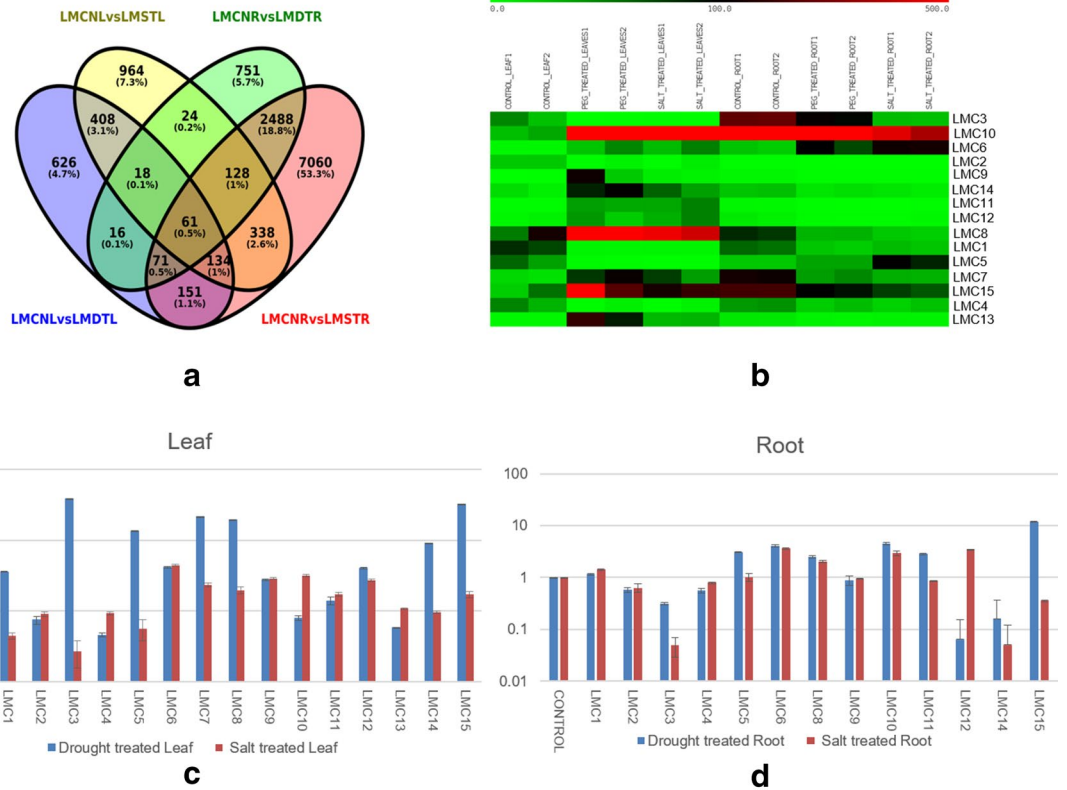 LMCNLvsLMSTL LMCNRvsLMDTR
964
(7.3%)
751
(5.7%)
24
(0.2%)
408
(3.1%)
2488
(18.8%)
626
(4.7%)
18
(0.1%)
128
(1%)
7060
(53.3%)
61
(0.5%)
16
(0.1%)
338
(2.6%)
71
0.5%)
134
(1%)
151
(1.1%)
LMCNLvsLMDTL LMCNRvsLMSTR
a
0.0 100.0 500.0
CONTROL_LEAF1
CONTROL_LEAF2
PEG_TREATED_LEAVES1
PEG_TREATED_LEAVES2
SALT_TREATED_LEAVES1
SALT_TREATED_LEAVES2
CONTROL_ROOT1
CONTROL_ROOT2
PEG_TREATED_ROOT1
PEG_TREATED_ROOT2
SALT_TREATED_ROOT1
SALT_TREATED_ROOT2
LMC3
LMC10
LMC6
LMC2
LMC9
LMC14
LMC11
LMC12
LMC8
LMC1
LMC5
LMC7
LMC15
LMC4
LMC13
b
Leaf
LMC1
LMC2
LMC3
LMC4
LMC5
LMC6
LMC7
LMC8
LMC9
LMC10
LMC11
LMC12
LMC13
LMC14
LMC15
Drought treated Leaf Salt treated Leaf
c
Root
100
10
1
0.1
0.01
CONTROL
LMC1
LMC2
LMC3
LMC4
LMC5
LMC6
LMC8
LMC9
LMC10
LMC11
LMC12
LMC14
LMC15
Drought treated Root Salt treated Root
d